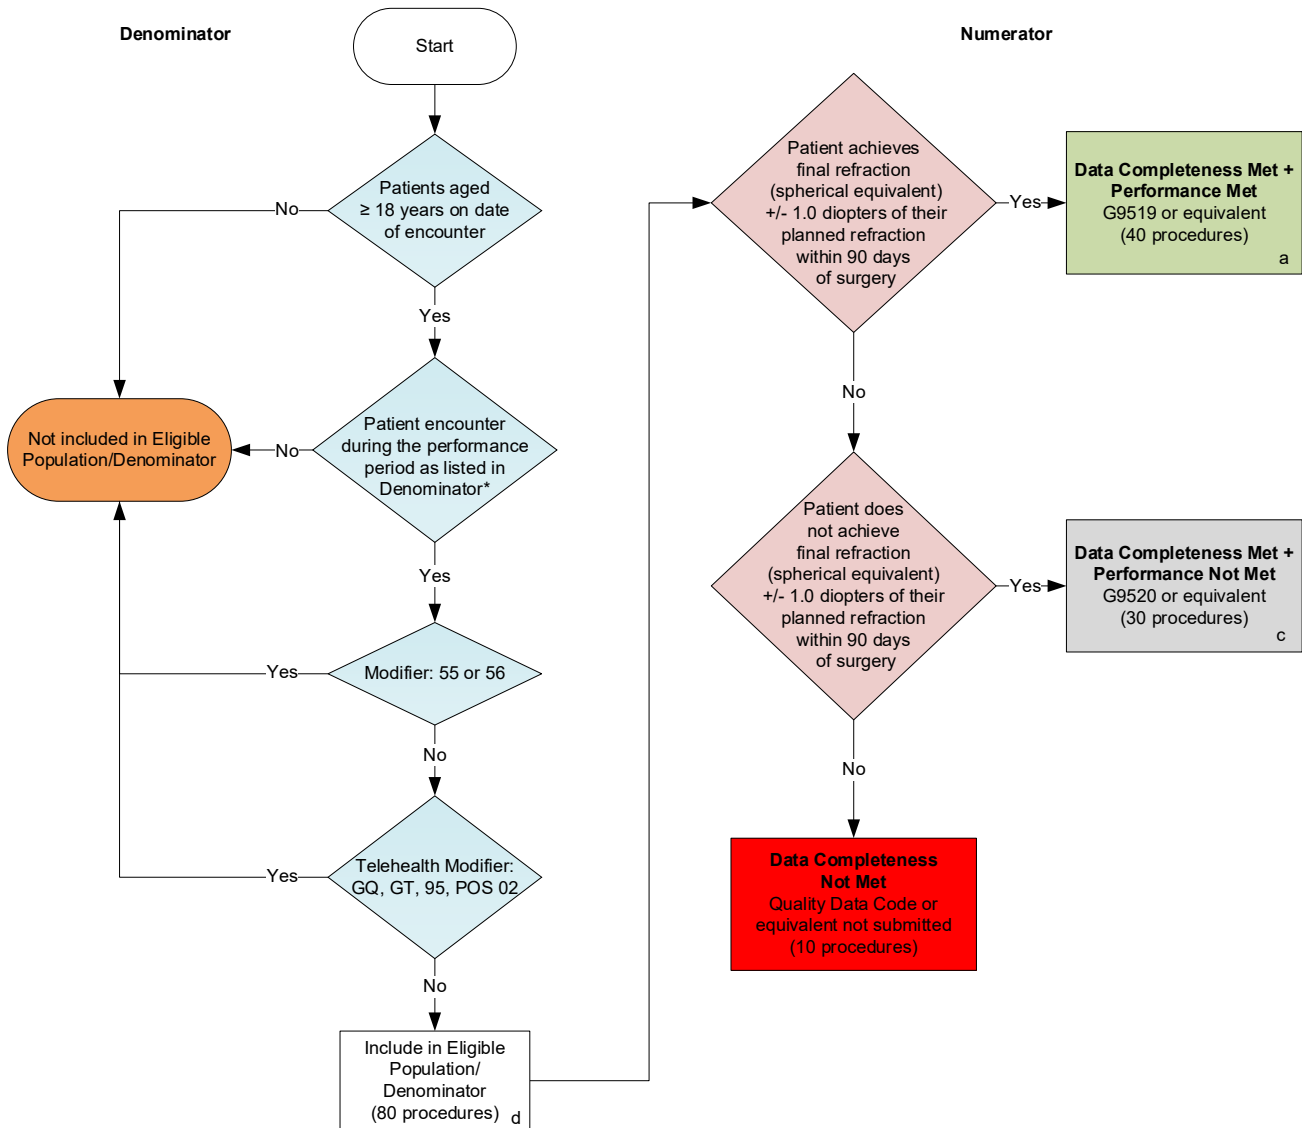 Denominator
Start
Numerator
Patients aged
≥ 18 years on date
of encounter
No
Yes
Patient encounter
during the performance
period as listed in
Denominator*
No
Not included in Eligible
Population/Denominator
Yes
Modifier: 55 or 56
Yes
No
Telehealth Modifier:
GQ, GT, 95, POS 02
Yes
No
Include in Eligible
Population/
Denominator
(80 procedures)
d
Patient achieves
final refraction
(spherical equivalent)
+/- 1.0 diopters of their
planned refraction
within 90 days
of surgery
Yes
Data Completeness Met +
Performance Met
G9519 or equivalent
(40 procedures)
a
No
Patient does
not achieve
final refraction
(spherical equivalent)
+/- 1.0 diopters of their
planned refraction
within 90 days
of surgery
Yes
Data Completeness Met +
Performance Not Met
G9520 or equivalent
(30 procedures)
c
No
Data Completeness
Not Met
Quality Data Code or
equivalent not submitted
(10 procedures)